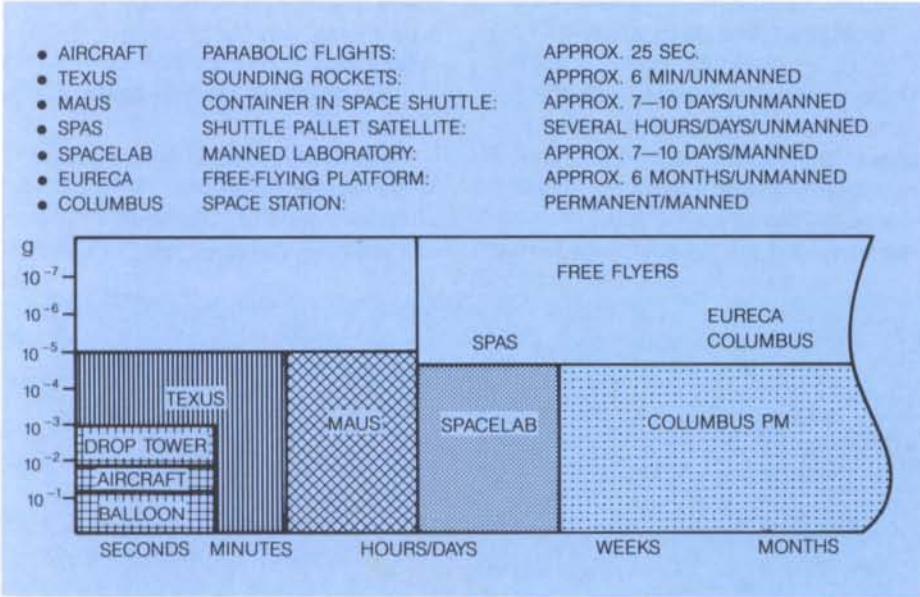 • AIRCRAFT PARABOLIC FLIGHTS: APPROX. 25 SEC.
• TEXUS SOUNDING ROCKETS: APPROX. 6 MIN/UNMANNED
• MAUS CONTAINER IN SPACE SHUTTLE: APPROX. 7—10 DAYS/UNMANNED
• SPAS SHUTTLE PALLET SATELLITE: SEVERAL HOURS/DAYS/UNMANNED
• SPACELAB MANNED LABORATORY: APPROX. 7—10 DAYS/MANNED
• EURECA FREE-FLYING PLATFORM: APPROX. 6 MONTHS/UNMANNED
• COLUMBUS SPACE STATION: PERMANENT/MANNED
g
10⁻⁷ FREE FLYERS
10⁻⁶ EURECA
SPAS COLUMBUS
10⁻⁵
10⁻⁴ TEXUS
10⁻³ MAUS SPACELAB COLUMBUS PM
DROP TOWER
10⁻²
AIRCRAFT
10⁻¹
BALLOON
SECONDS MINUTES HOURS/DAYS WEEKS MONTHS